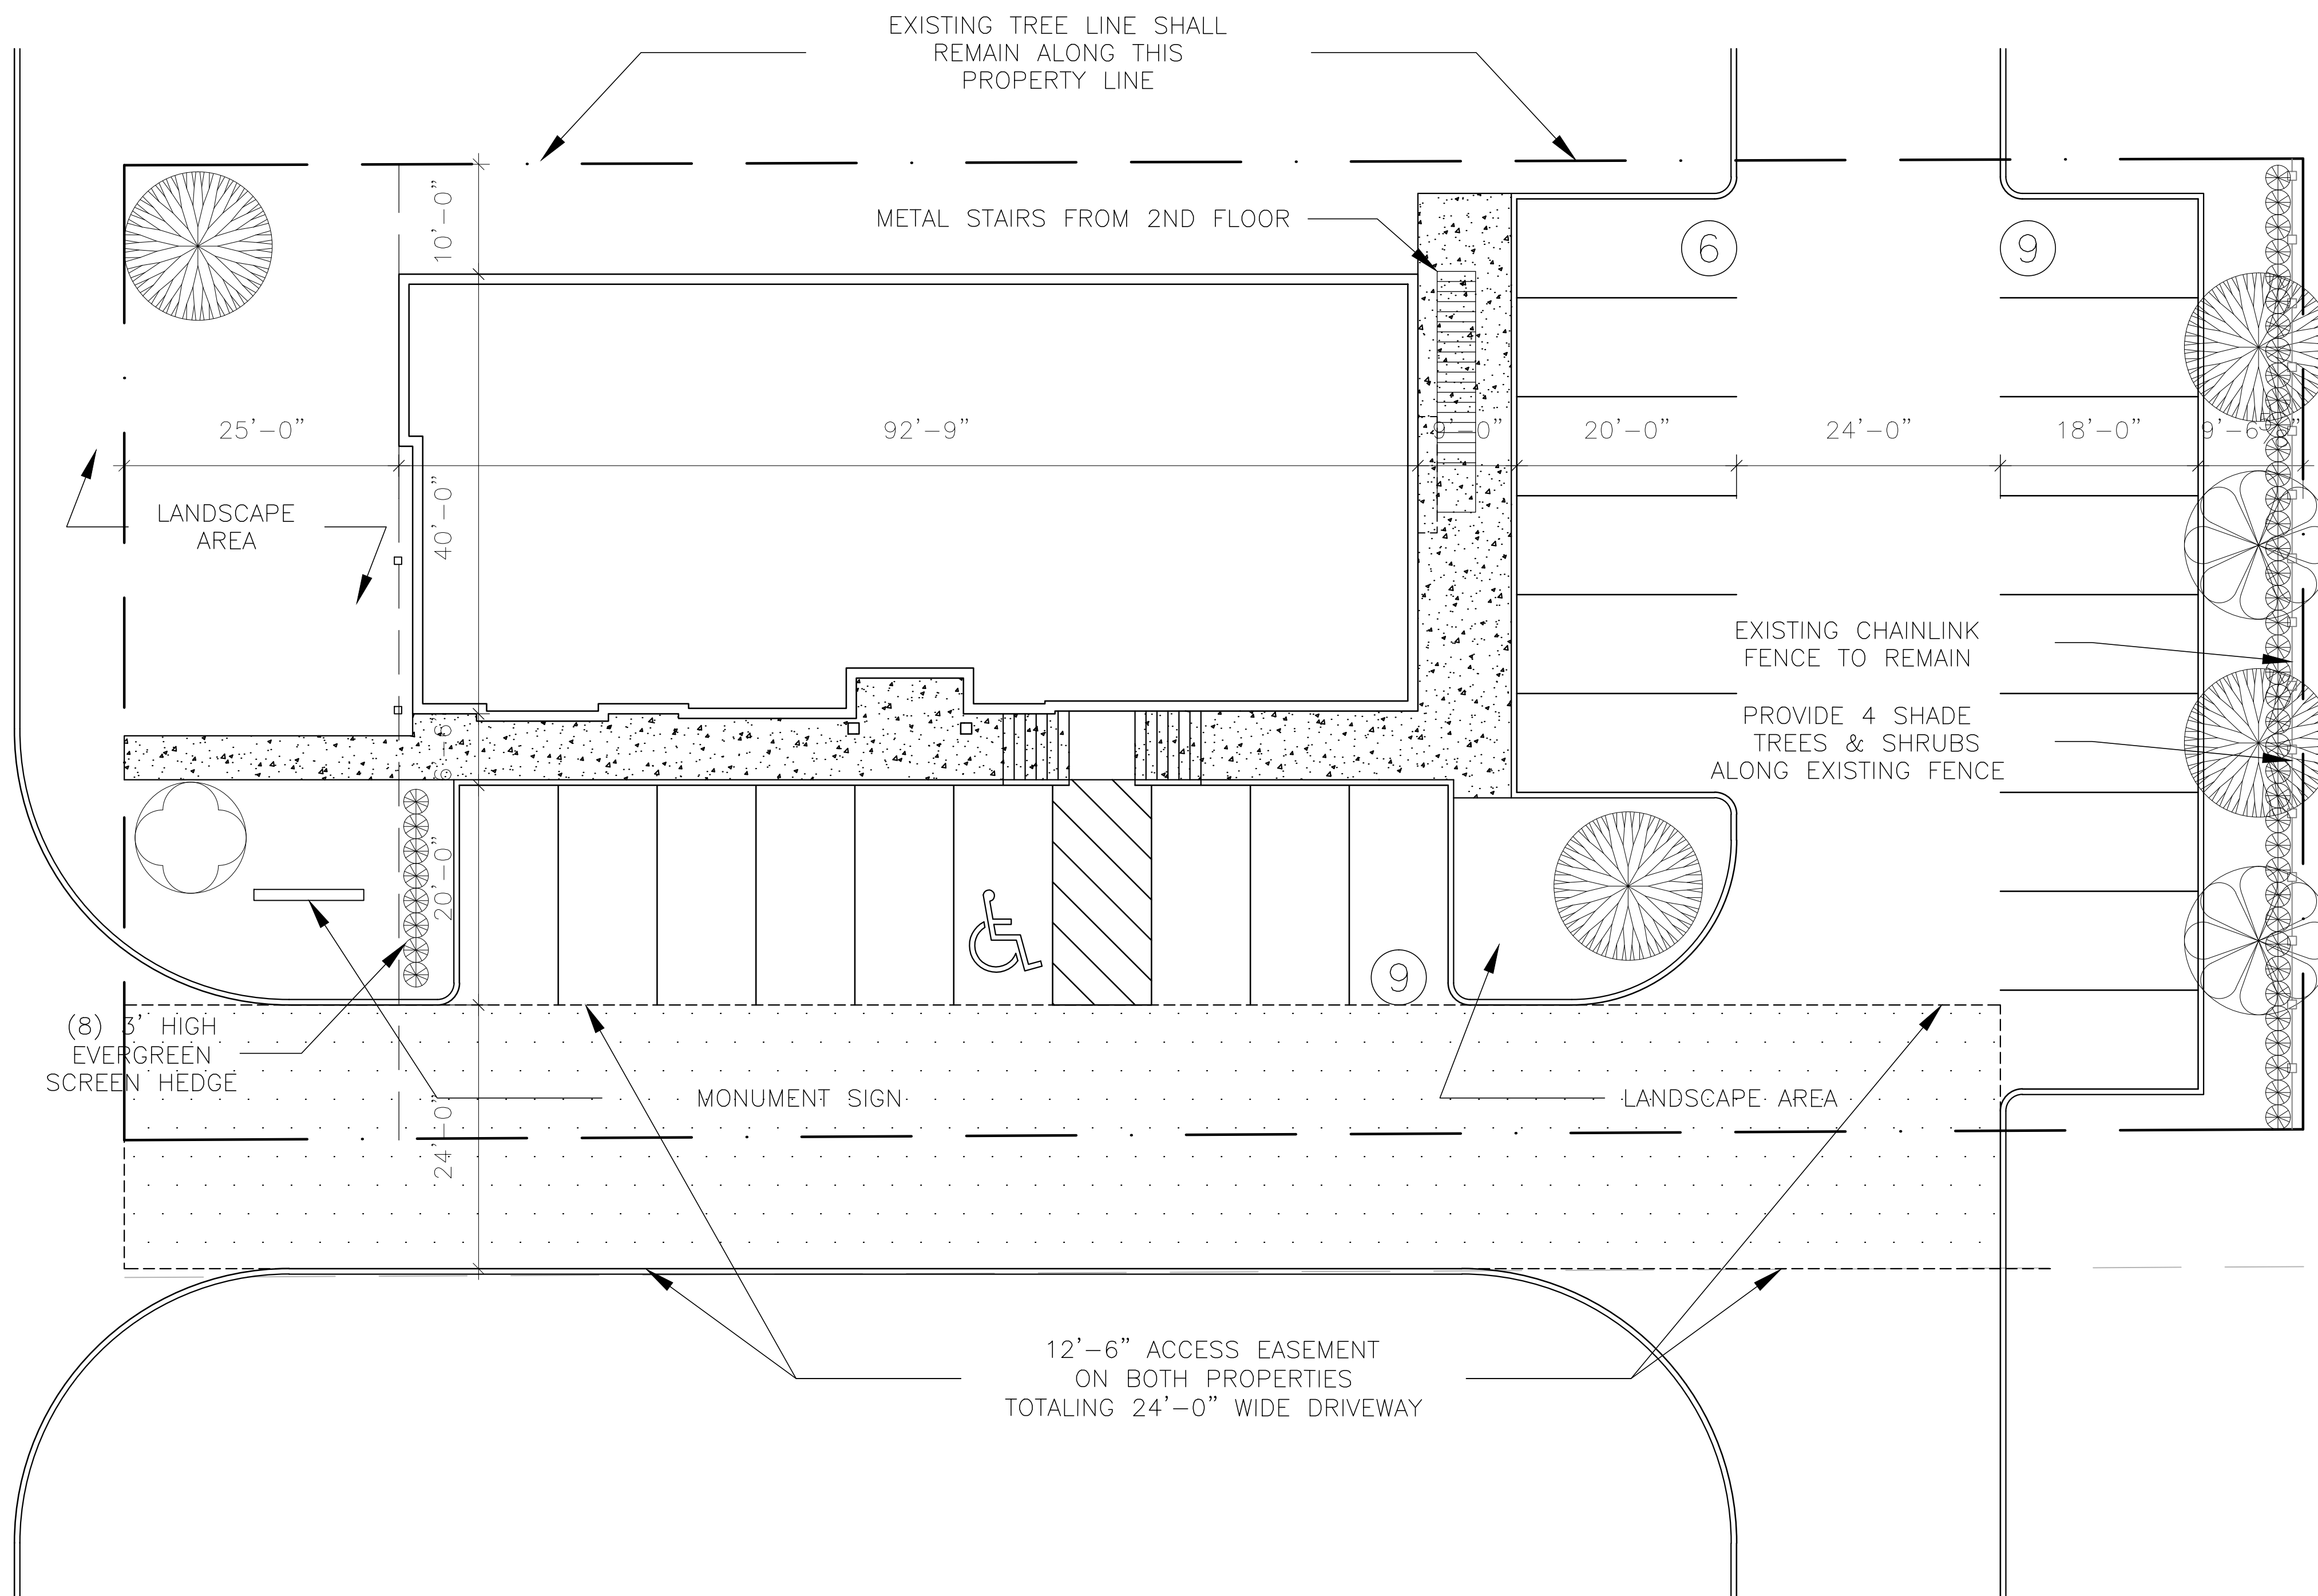 EXISTING TREE LINE SHALL
REMAIN ALONG THIS
PROPERTY LINE
METAL STAIRS FROM 2ND FLOOR
10'-0"
6
9
25'-0"
92'-9"
9'-0"
20'-0"
24'-0"
18'-0"
LANDSCAPE
AREA
40'-0"
EXISTING CHAINLINK
FENCE TO REMAIN
PROVIDE 4 SHADE
TREES & SHRUBS
ALONG EXISTING FENCE
20'-0"
9
(8) 3' HIGH
EVERGREEN
SCREEN HEDGE
MONUMENT SIGN
LANDSCAPE AREA
24'-0"
12'-6" ACCESS EASEMENT
ON BOTH PROPERTIES
TOTALING 24'-0" WIDE DRIVEWAY